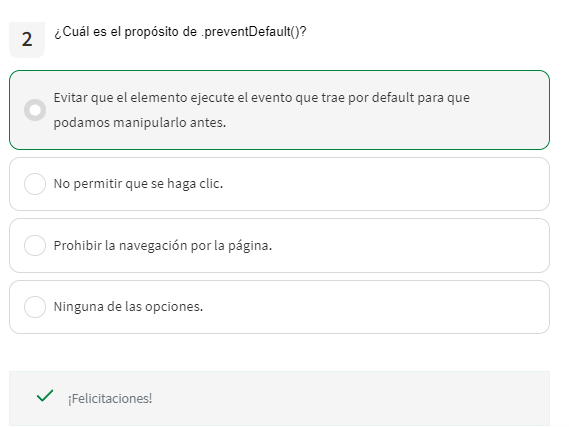 2
¿Cuál es el propósito de .preventDefault()?
Evitar que el elemento ejecute el evento que trae por default para que
podamos manipularlo antes.
No permitir que se haga clic.
Prohibir la navegación por la página.
Ninguna de las opciones.
¡Felicitaciones!